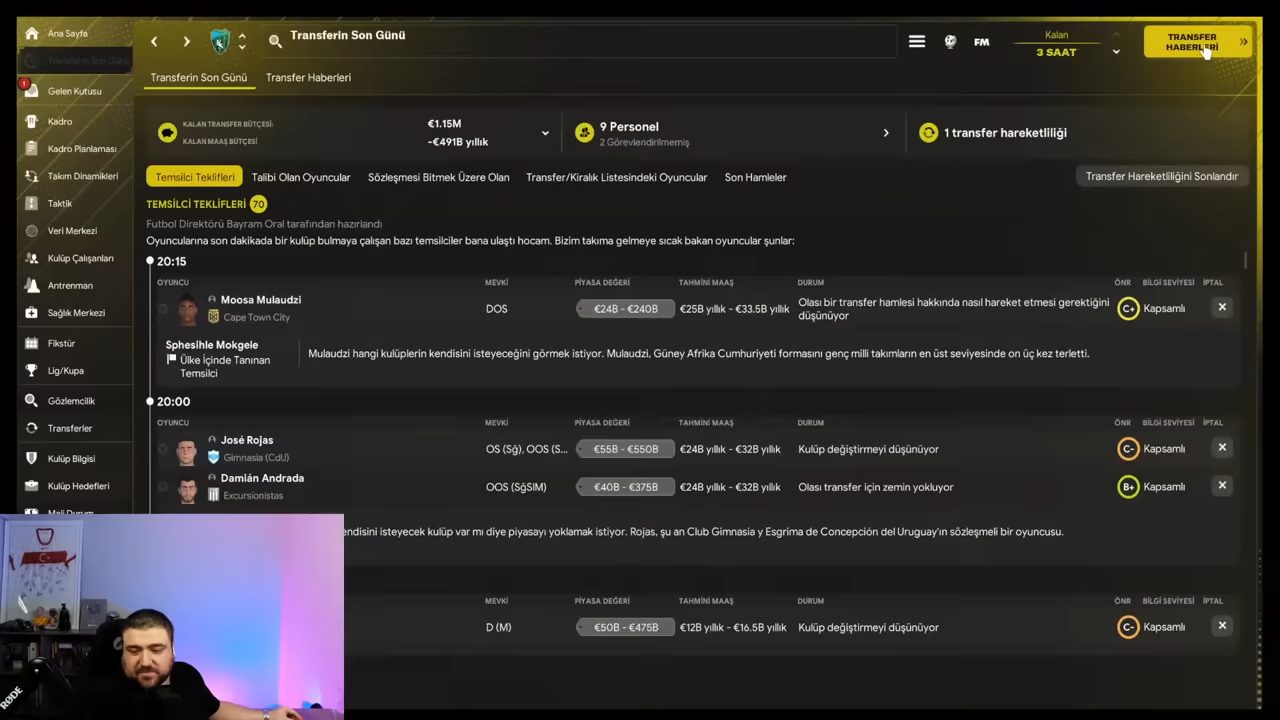 Ana Sayfa
Transferin Son Günü
Gelen Kutusu
1
Kadro
Kadro Planlaması
Takım Dinamikleri
Taktik
Veri Merkezi
Kulüp Çalışanları
Antrenman
Sağlık Merkezi
Fikstür
Lig/Kupa
Gözlemcilik
Transferler
Kulüp Bilgisi
Kulüp Hedefleri
Mali Durum
Transferin Son Günü
FM
Kalan
3 SAAT
TRANSFER
HABERLERİ
Transferin Son Günü Transfer Haberleri
KALAN TRANSFER BÜTÇESİ: €1.15M
KALAN MAAŞ BÜTÇESİ -€491B yıllık
9 Personel
2 Görevlendirilmemiş
1 transfer hareketliliği
Temsilci Teklifleri Talibi Olan Oyuncular Sözleşmesi Bitmek Üzere Olan Transfer/Kiralık Listesindeki Oyuncular Son Hamleler Transfer Hareketliliğini Sonlandır
TEMSİLCİ TEKLİFLERİ 70
Futbol Direktörü Bayram Oral tarafından hazırlandı
Oyuncularına son dakikada bir kulüp bulmaya çalışan bazı temsilciler bana ulaştı hocam. Bizim takıma gelmeye sıcak bakan oyuncular şunlar:
20:15
OYUNCU MEVKİ PİYASA DEĞERİ TAHMİNİ MAAŞ DURUM ÖNR BİLGİ SEVİYESİ İPTAL
Moosa Mulaudzi
Cape Town City
DOS €24B - €240B €25B yıllık - €33.5B yıllık
Olası bir transfer hamlesi hakkında nasıl hareket etmesi gerektiğini
düşünüyor
C+ Kapsamlı
Sphesihle Mokgele
Ülke İçinde Tanınan
Temsilci
Mulaudzi hangi kulüplerin kendisini isteyeceğini görmek istiyor. Mulaudzi, Güney Afrika Cumhuriyeti formasını genç milli takımların en üst seviyesinde on üç kez terletti.
20:00
OYUNCU MEVKİ PİYASA DEĞERİ TAHMİNİ MAAŞ DURUM ÖNR BİLGİ SEVİYESİ İPTAL
José Rojas
Gimnasia (CdU)
OS (Sğ), OOS (S... €55B - €550B €24B yıllık - €32B yıllık Kulüp değiştirmeyi düşünüyor C- Kapsamlı
Damián Andrada
Excursionistas
OOS (SğSIM) €40B - €375B €24B yıllık - €32B yıllık Olası transfer için zemin yokluyor B+ Kapsamlı
kendisini isteyecek kulüp var mı diye piyasayı yoklamak istiyor. Rojas, şu an Club Gimnasia y Esgrima de Concepción del Uruguay'ın sözleşmeli bir oyuncusu.
MEVKİ PİYASA DEĞERİ TAHMİNİ MAAŞ DURUM ÖNR BİLGİ SEVİYESİ İPTAL
D (M) €50B - €475B €12B yıllık - €16.5B yıllık Kulüp değiştirmeyi düşünüyor C- Kapsamlı
RØDE